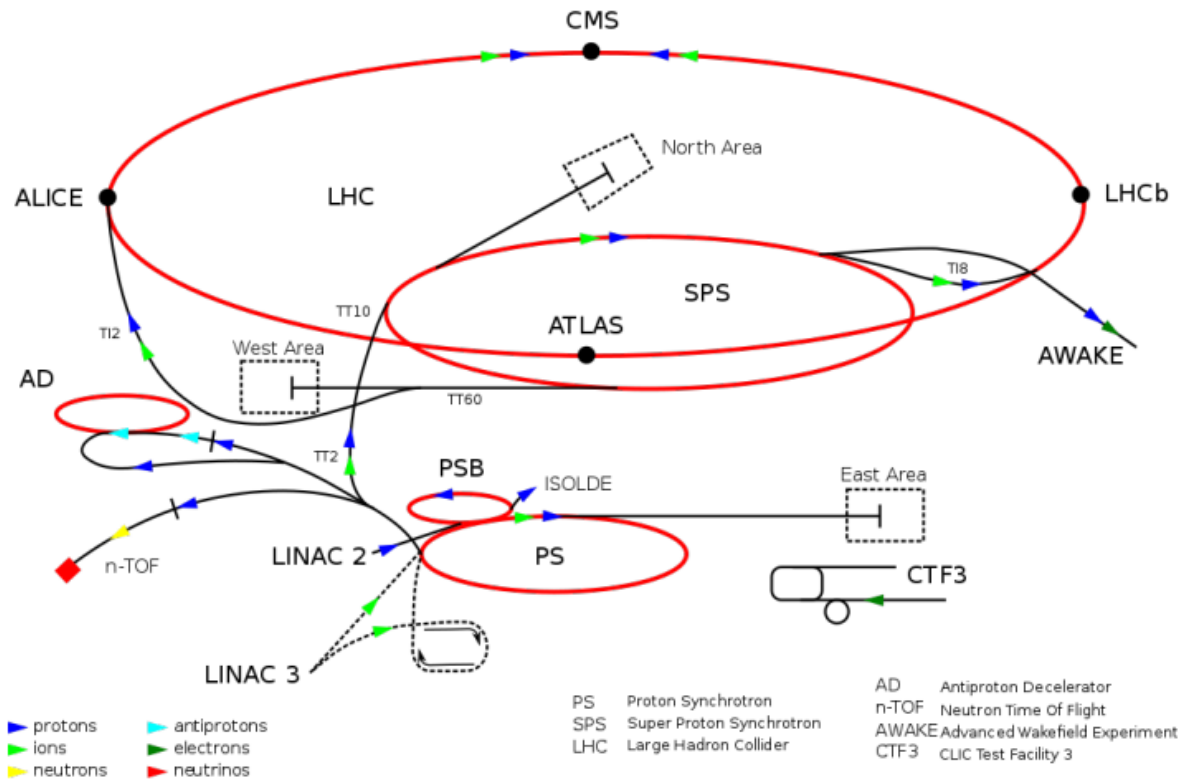 CMS
North Area
ALICE
LHC
LHCb
TI8
SPS
TT10
ATLAS
TI2
West Area
AWAKE
AD
TT60
TT2
PSB
ISOLDE
East Area
LINAC 2
PS
n-TOF
CTF3
LINAC 3
protons
ions
neutrons
antiprotons
electrons
neutrinos
PS Proton Synchrotron
SPS Super Proton Synchrotron
LHC Large Hadron Collider
AD Antiproton Decelerator
n-TOF Neutron Time Of Flight
AWAKE Advanced Wakefield Experiment
CTF3 CLIC Test Facility 3